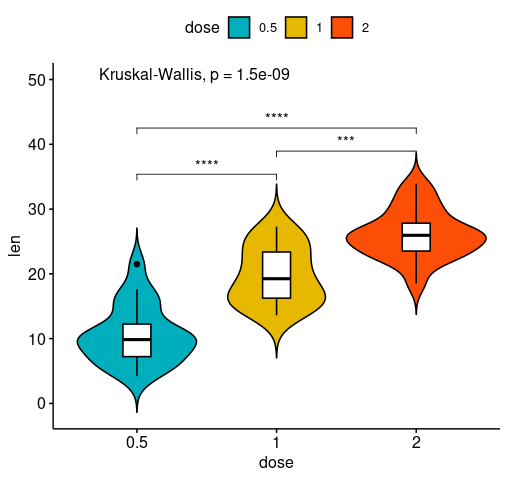 dose 0.5 1 2
Kruskal-Wallis, p = 1.5e-09
****
***
****
50
40
30
20
10
0
len
0.5 1 2
dose